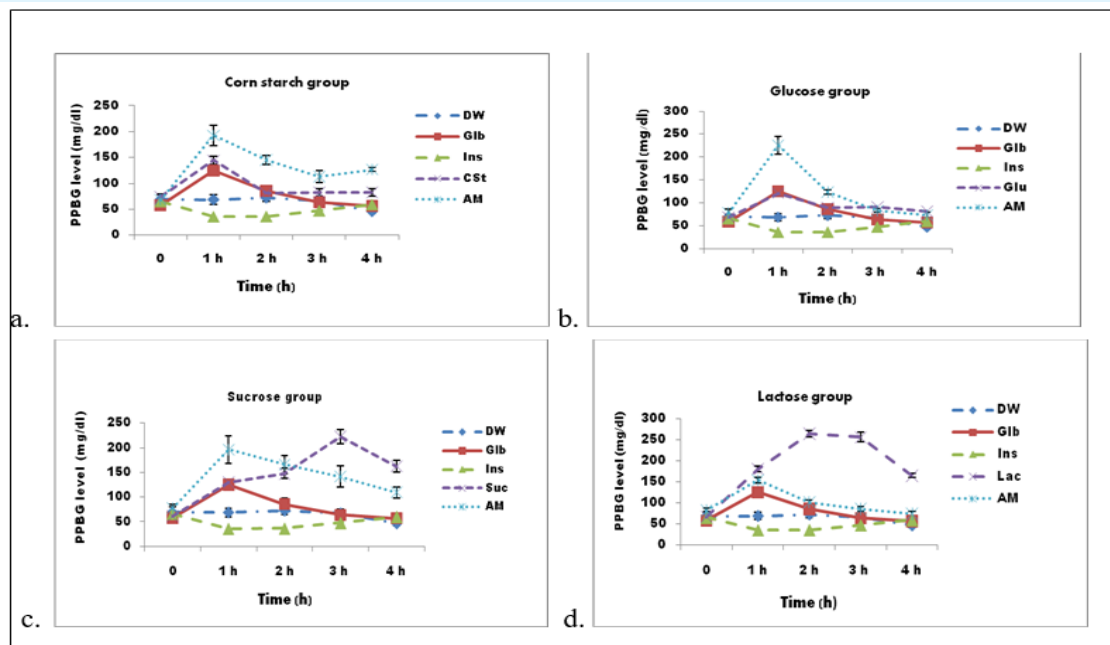 Corn starch group
PPBG level (mg/dl)
250
200
150
100
50
0
0 1 h 2 h 3 h 4 h
Time (h)
DW
Glb
Ins
CSt
AM
a.
Glucose group
PPBG level (mg/dl)
300
250
200
150
100
50
0
0 1 h 2 h 3 h 4 h
Time (h)
DW
Glb
Ins
Glu
AM
b.
Sucrose group
PPBG level (mg/dl)
250
200
150
100
50
0
0 1 h 2 h 3 h 4 h
Time (h)
DW
Glb
Ins
Suc
AM
c.
Lactose group
PPBG level (mg/dl)
300
250
200
150
100
50
0
0 1 h 2 h 3 h 4 h
Time (h)
DW
Glb
Ins
Lac
AM
d.